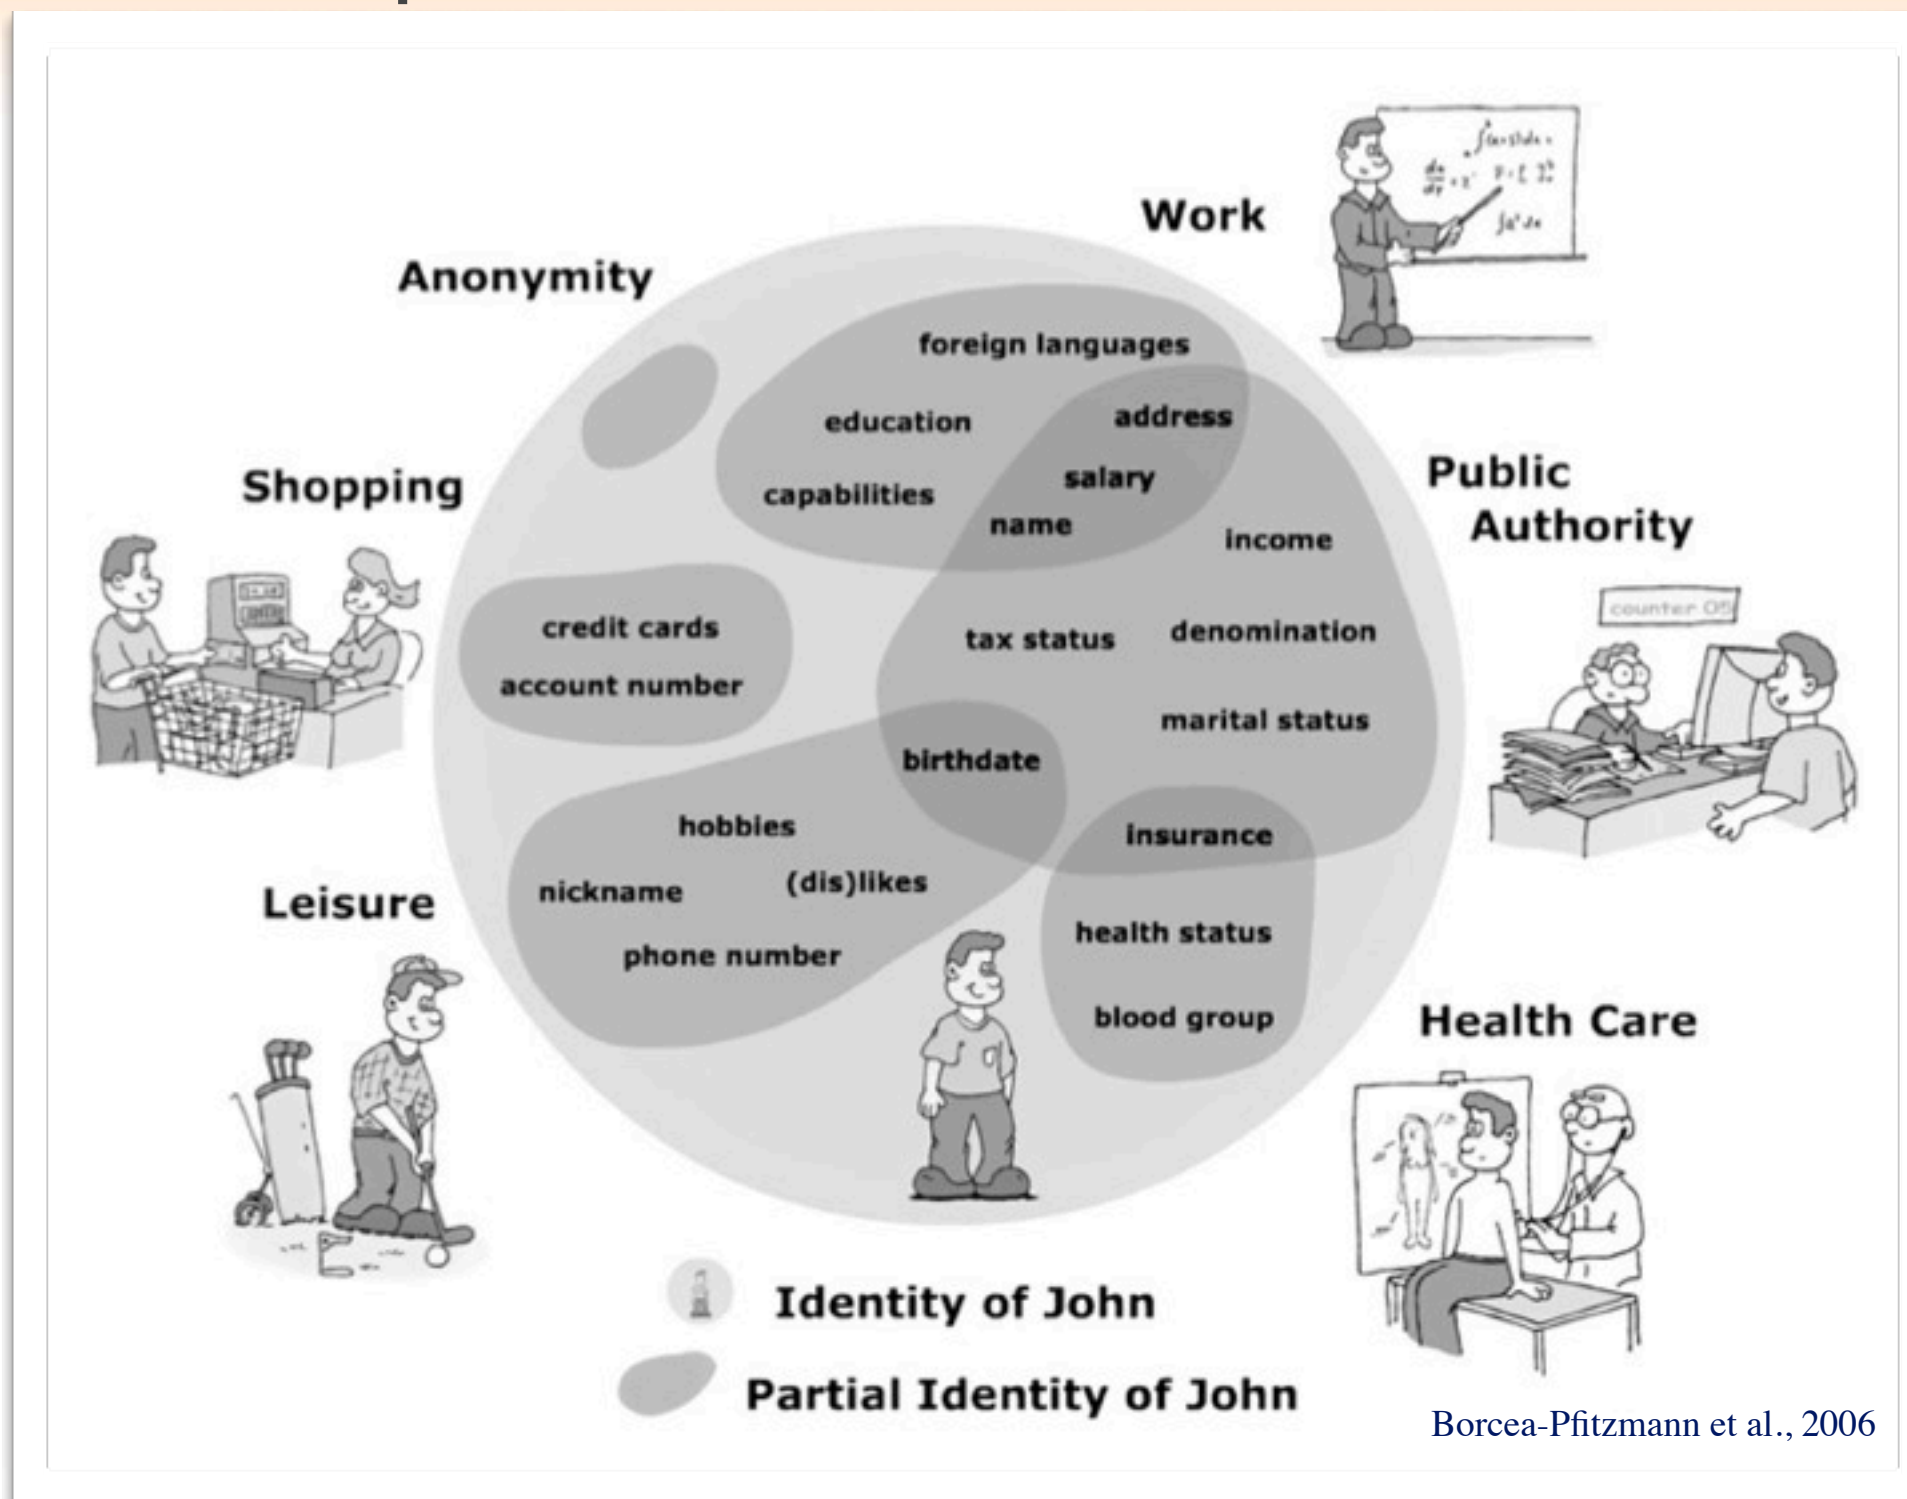 Work
Anonymity
foreign languages
education
address
Shopping
capabilities
salary
name
Public
Authority
income
counter 05
credit cards
tax status
denomination
account number
marital status
birthdate
hobbies
insurance
nickname
(dis)likes
Leisure
phone number
health status
blood group
Health Care
Identity of John
Partial Identity of John
Borcea-Pfitzmann et al., 2006